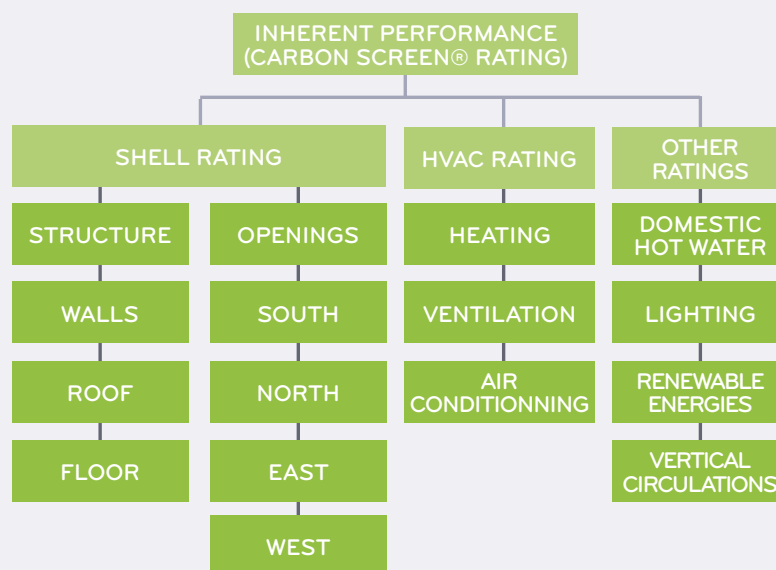 INHERENT PERFORMANCE
(CARBON SCREEN® RATING)
SHELL RATING
HVAC RATING
OTHER
RATINGS
STRUCTURE
WALLS
ROOF
FLOOR
OPENINGS
SOUTH
NORTH
EAST
WEST
HEATING
VENTILATION
AIR
CONDITIONNING
DOMESTIC
HOT WATER
LIGHTING
RENEWABLE
ENERGIES
VERTICAL
CIRCULATIONS